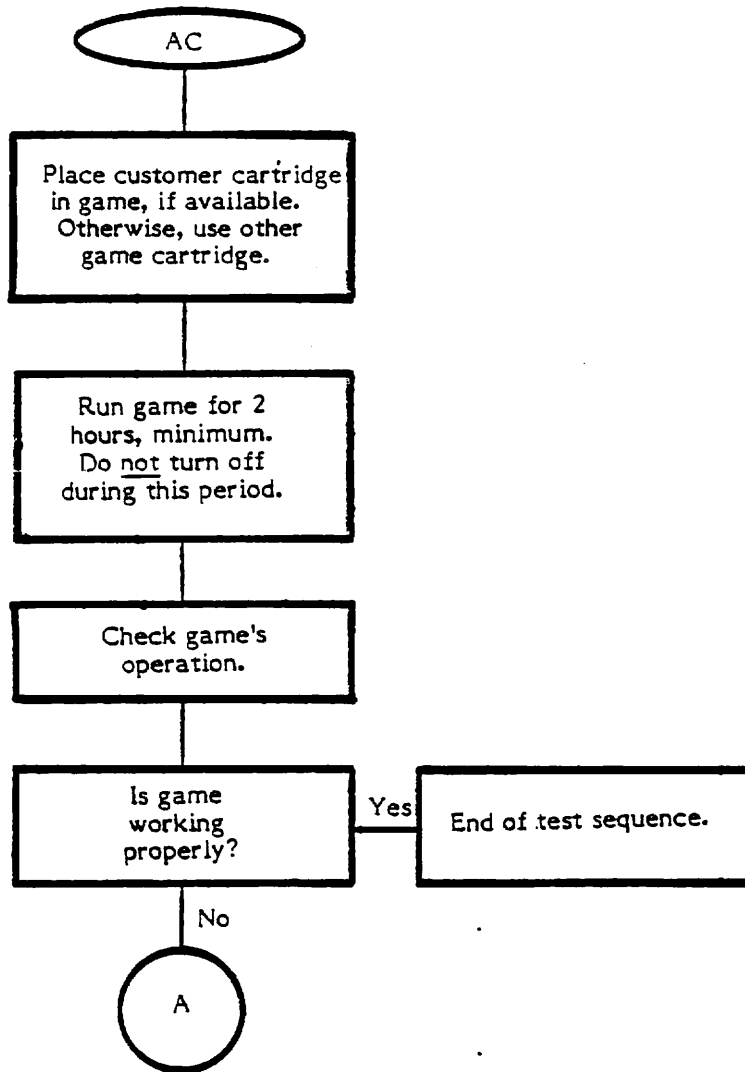 AC
Place customer cartridge
in game, if available.
Otherwise, use other
game cartridge.
Run game for 2
hours, minimum.
Do not turn off
during this period.
Check game's
operation.
Is game
working
properly?
Yes
End of test sequence.
No
A